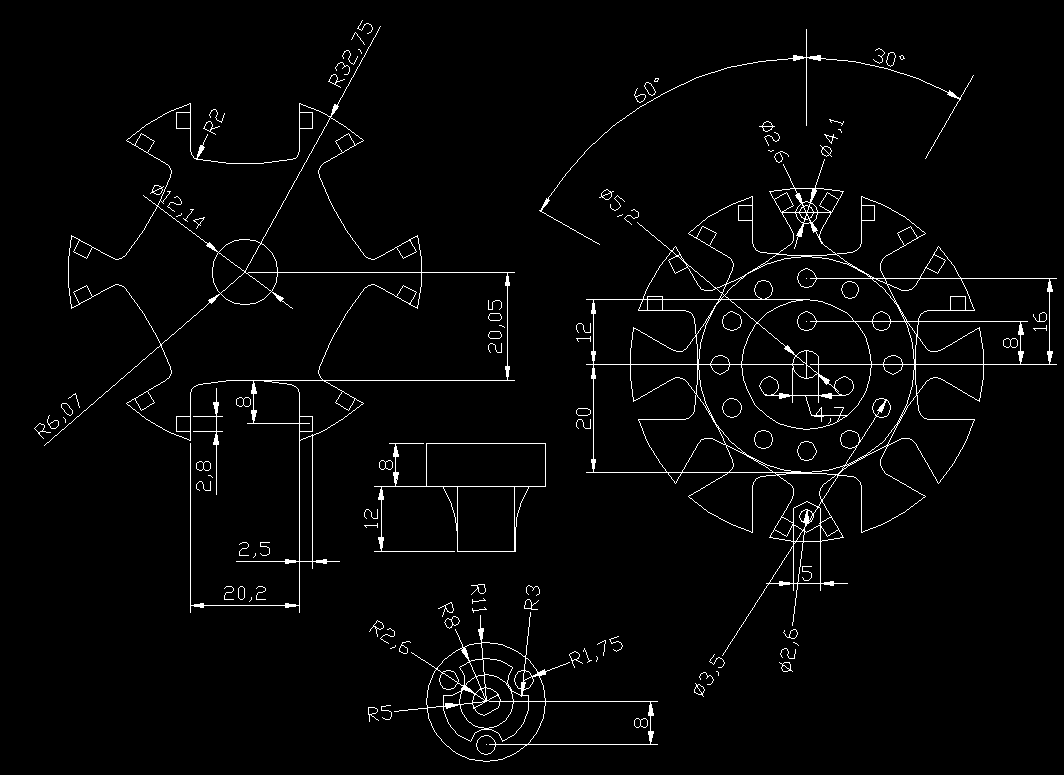 R32,75
R2
Ø12,14
R6,07
20,05
8
2,8
2,5
20,2
60°
30°
Ø2,6
Ø4,1
Ø5,2
12
20
16
8
4,7
5
Ø2,6
Ø3,5
8
12
R11
R8
R3
R2,6
R1,75
R5
8